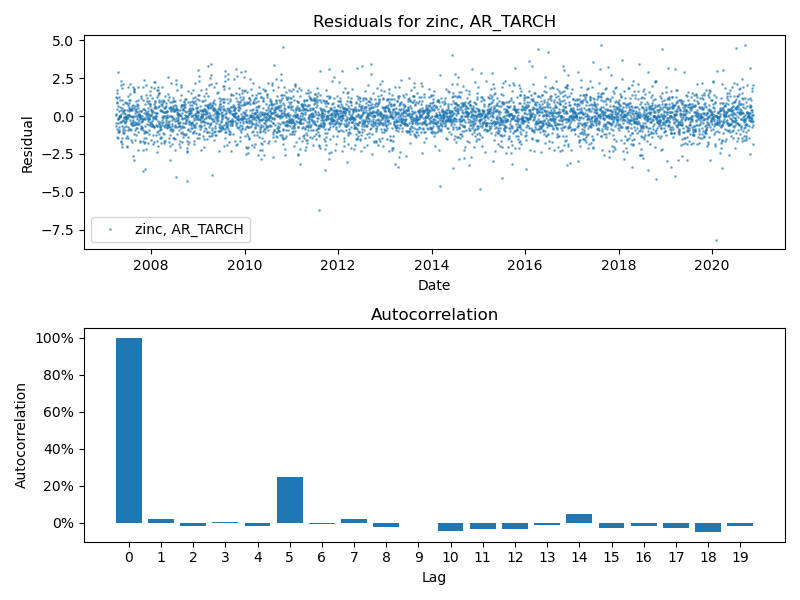 Residuals for zinc, AR_TARCH
5.0
2.5
0.0
−2.5
−5.0
−7.5
Residual
zinc, AR_TARCH
2008 2010 2012 2014 2016 2018 2020
Date
Autocorrelation
100%
80%
60%
40%
20%
0%
Autocorrelation
0 1 2 3 4 5 6 7 8 9 10 11 12 13 14 15 16 17 18 19
Lag